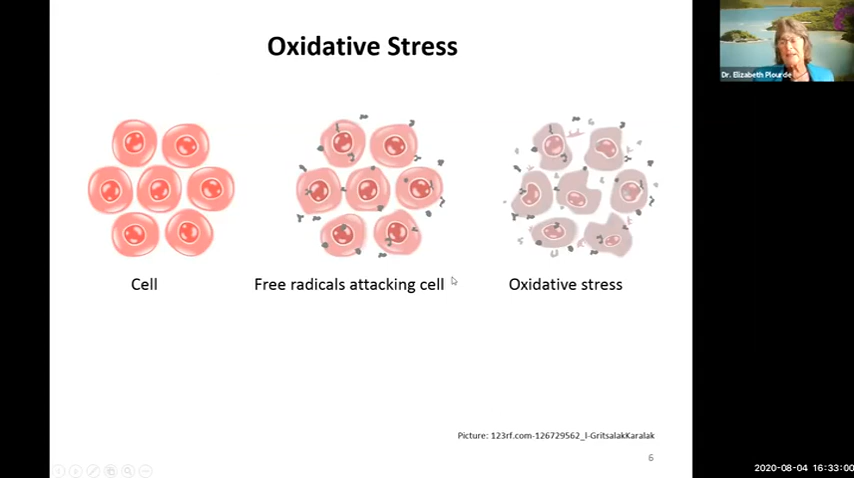 Oxidative Stress
Dr. Elizabeth Plourde
Cell
Free radicals attacking cell
Oxidative stress
Picture: 123rf.com-126729562_l-GritsalakKaralak
6
2020-08-04 16:33:00